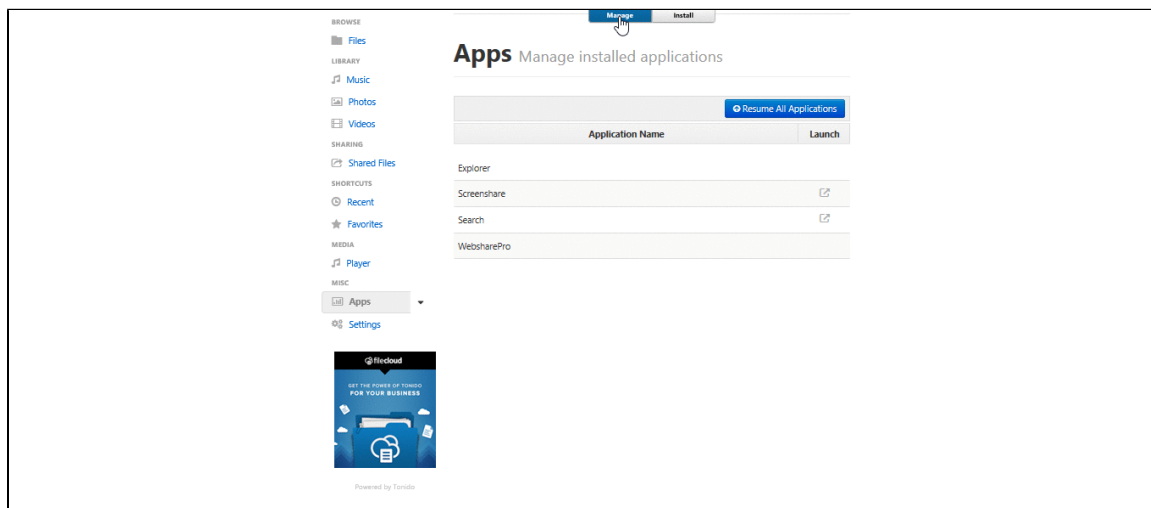 BROWSE
Files
LIBRARY
Music
Photos
Videos
SHARING
Shared Files
SHORTCUTS
Recent
Favorites
MEDIA
Player
MISC
Apps
Settings
filecloud
GET THE POWER OF TONIDO
FOR YOUR BUSINESS
Powered by Tonido
Manage Install
Apps Manage installed applications
Resume All Applications
Application Name Launch
Explorer
Screenshare
Search
WebsharePro